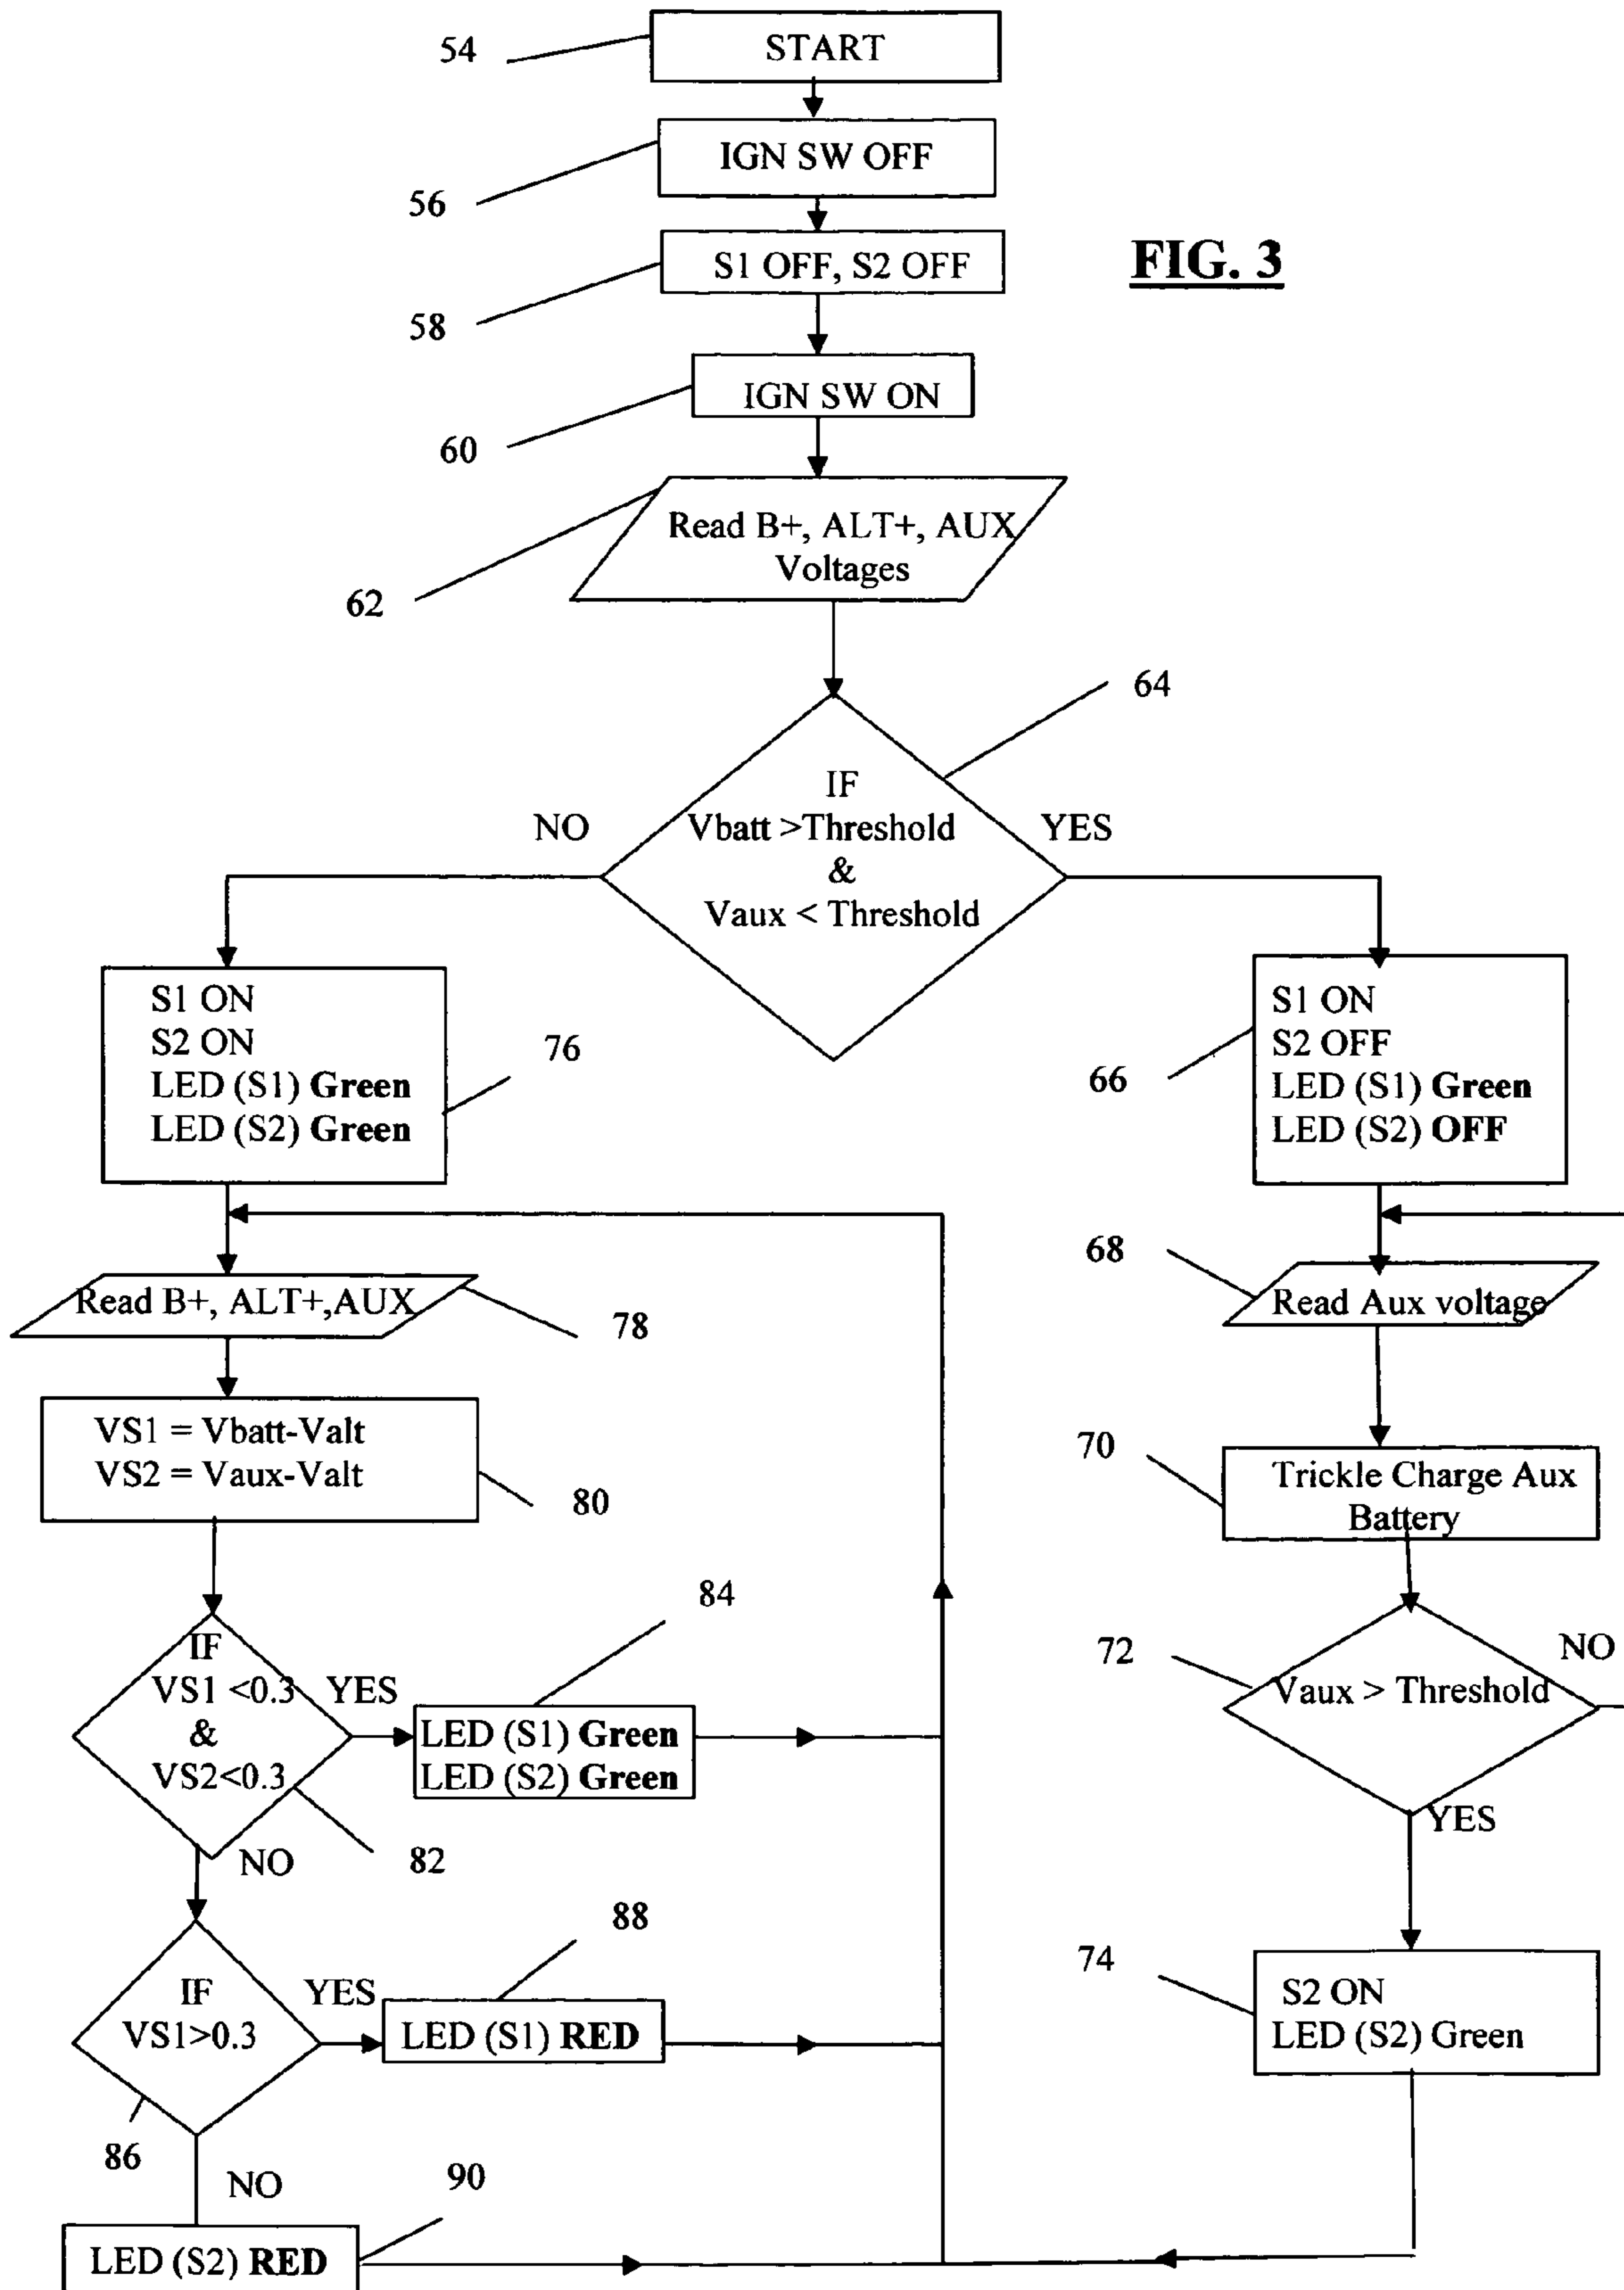 54
START
56
IGN SW OFF
58
S1 OFF, S2 OFF
FIG. 3
60
IGN SW ON
62
Read B+, ALT+, AUX
Voltages
64
IF
Vbatt >Threshold
&
Vaux < Threshold
NO
YES
S1 ON
S2 ON
LED (S1) Green
LED (S2) Green
76
66
S1 ON
S2 OFF
LED (S1) Green
LED (S2) OFF
Read B+, ALT+,AUX
78
68
Read Aux voltage
VS1 = Vbatt-Valt
VS2 = Vaux-Valt
80
70
Trickle Charge Aux
Battery
IF
VS1 <0.3
&
VS2<0.3
YES
84
LED (S1) Green
LED (S2) Green
82
NO
72
Vaux > Threshold
NO
YES
IF
VS1>0.3
YES
88
LED (S1) RED
86
NO
74
S2 ON
LED (S2) Green
90
LED (S2) RED